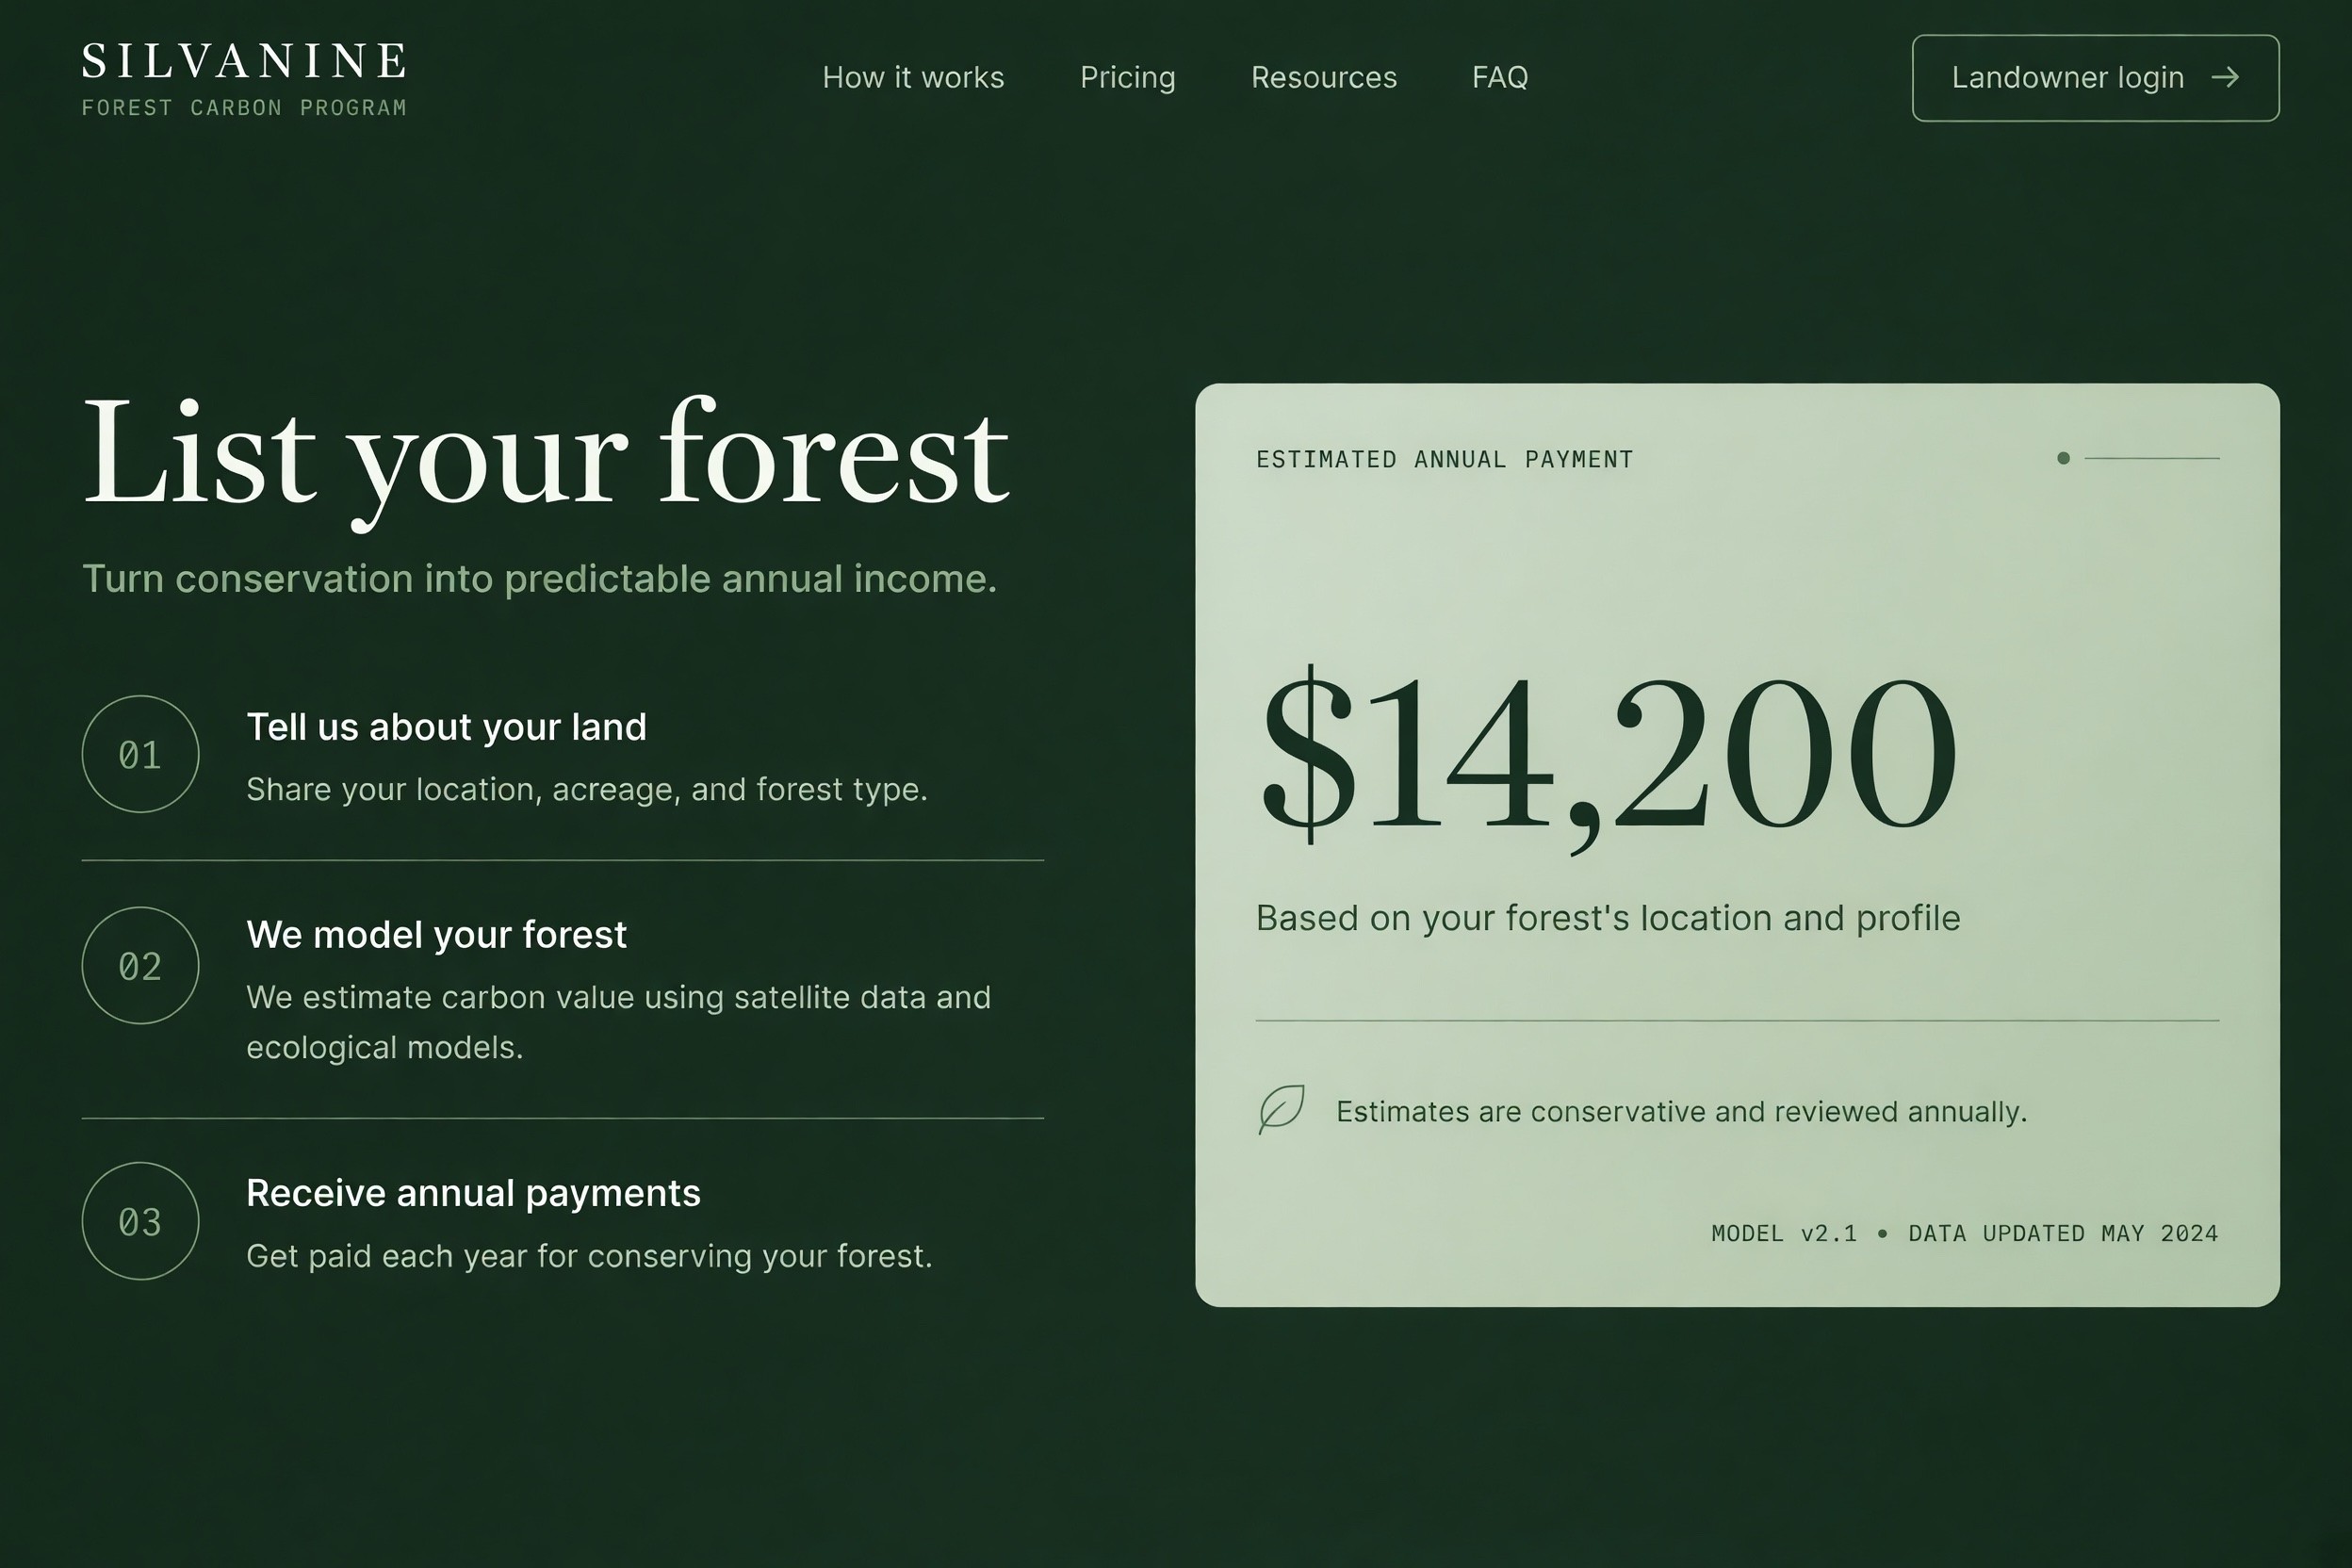 SILVANINE
FOREST CARBON PROGRAM
How it works
Pricing
Resources
FAQ
Landowner login
List your forest
Turn conservation into predictable annual income.
01
Tell us about your land
Share your location, acreage, and forest type.
02
We model your forest
We estimate carbon value using satellite data and
ecological models.
03
Receive annual payments
Get paid each year for conserving your forest.
ESTIMATED ANNUAL PAYMENT
$14,200
Based on your forest's location and profile
Estimates are conservative and reviewed annually.
MODEL v2.1 • DATA UPDATED MAY 2024